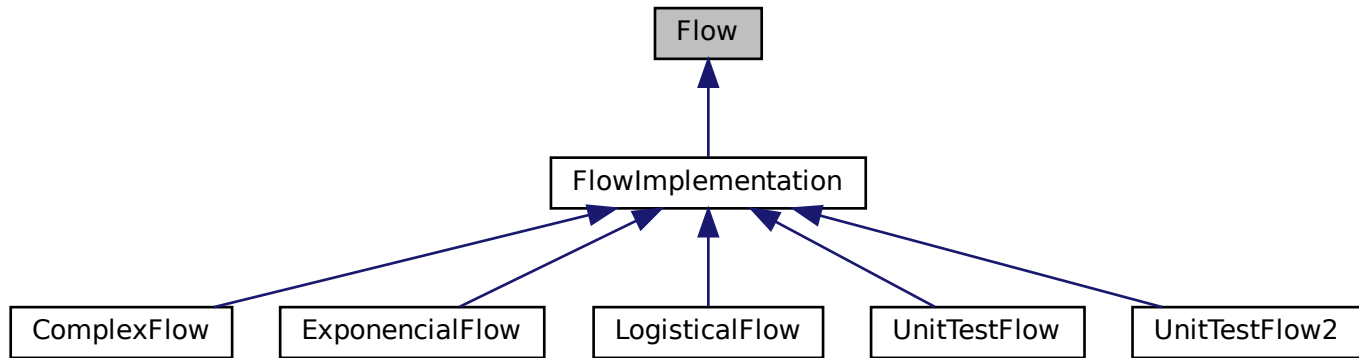 Flow
FlowImplementation
ComplexFlow
ExponencialFlow
LogisticalFlow
UnitTestFlow
UnitTestFlow2